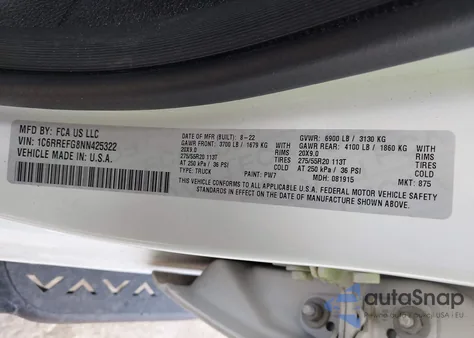 MFD BY: FCA US LLC
VIN: 1C6RREFG8NN425322
VEHICLE MADE IN U.S.A.
DATE OF MFR (BUILT): 8-22
GAWR FRONT: 3700 LB / 1679 KG
WITH RIMS 20X9.0
TIRES 275/55R20 113T
COLD AT 250 kPa / 36 PSI
TYPE: TRUCK
PAINT: PW7
GVWR: 6900 LB / 3130 KG
GAWR REAR: 4100 LB / 1860 KG
WITH RIMS 20X9.0
TIRES 275/55R20 113T
COLD AT 250 kPa / 36 PSI
MDH: 081915
MKT: 875
THIS VEHICLE CONFORMS TO ALL APPLICABLE U.S.A. FEDERAL MOTOR VEHICLE SAFETY
STANDARDS IN EFFECT ON THE DATE OF MANUFACTURE SHOWN ABOVE
VAVA
autoSnap